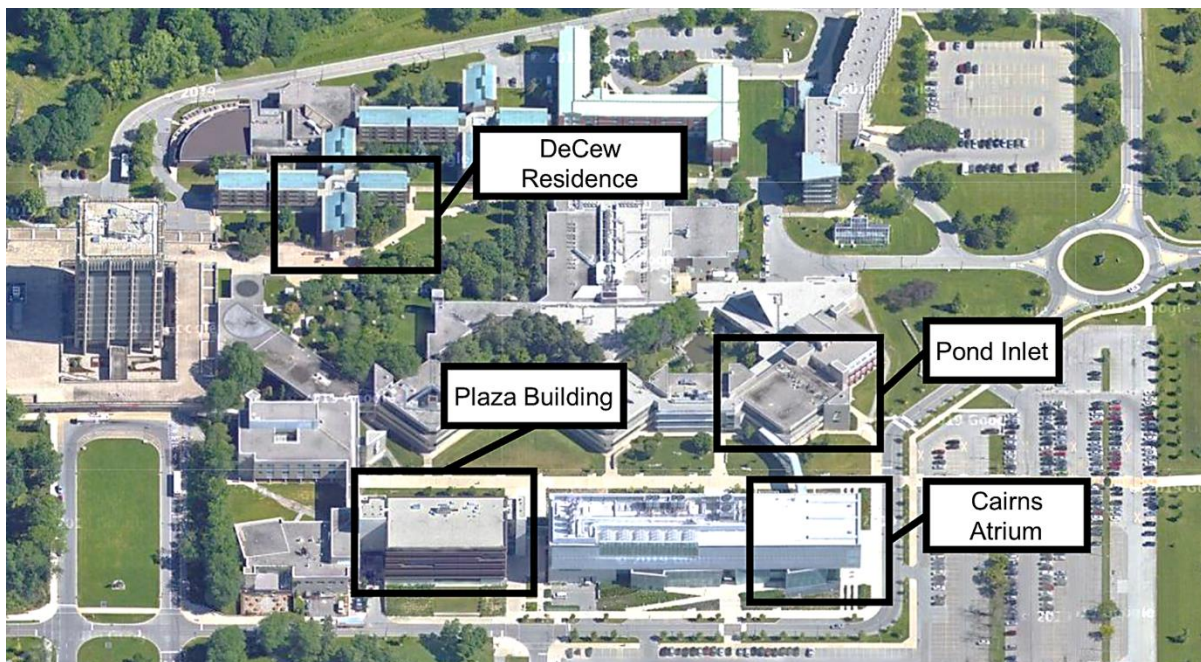 DeCew
Residence
Pond Inlet
Plaza Building
Cairns
Atrium